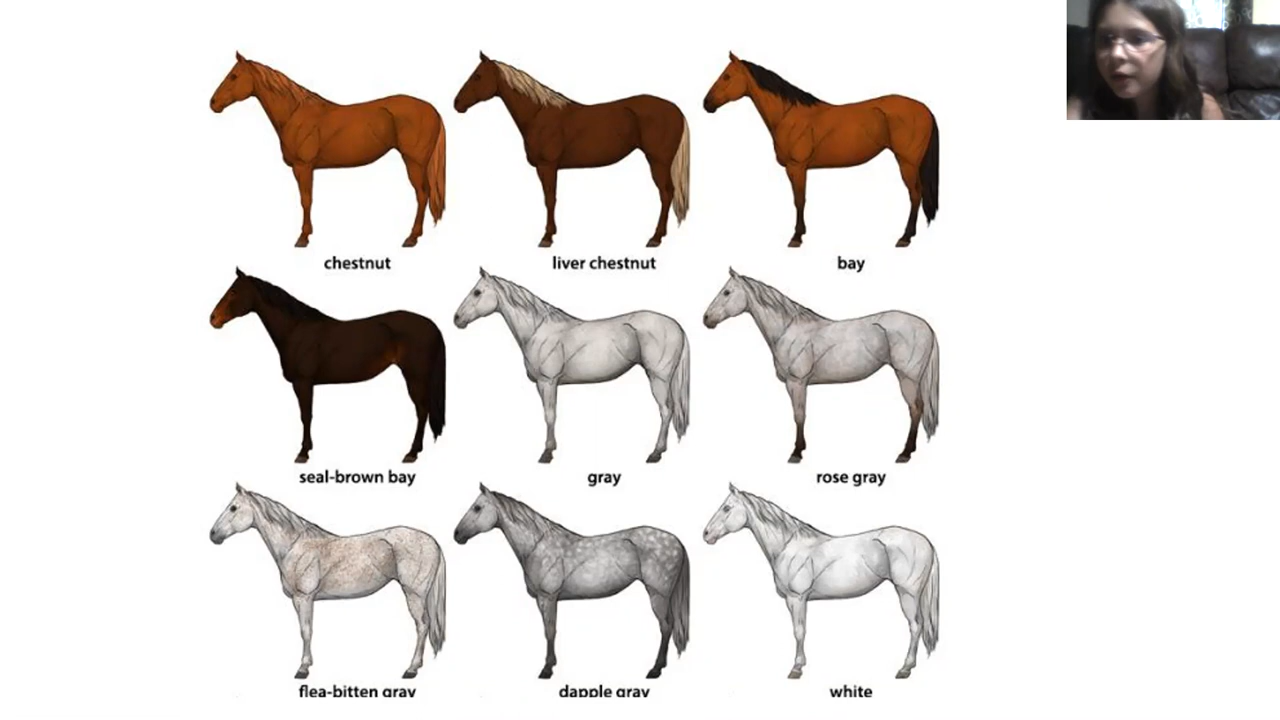 chestnut liver chestnut bay
seal-brown bay gray rose gray
flea-bitten gray dapple gray white